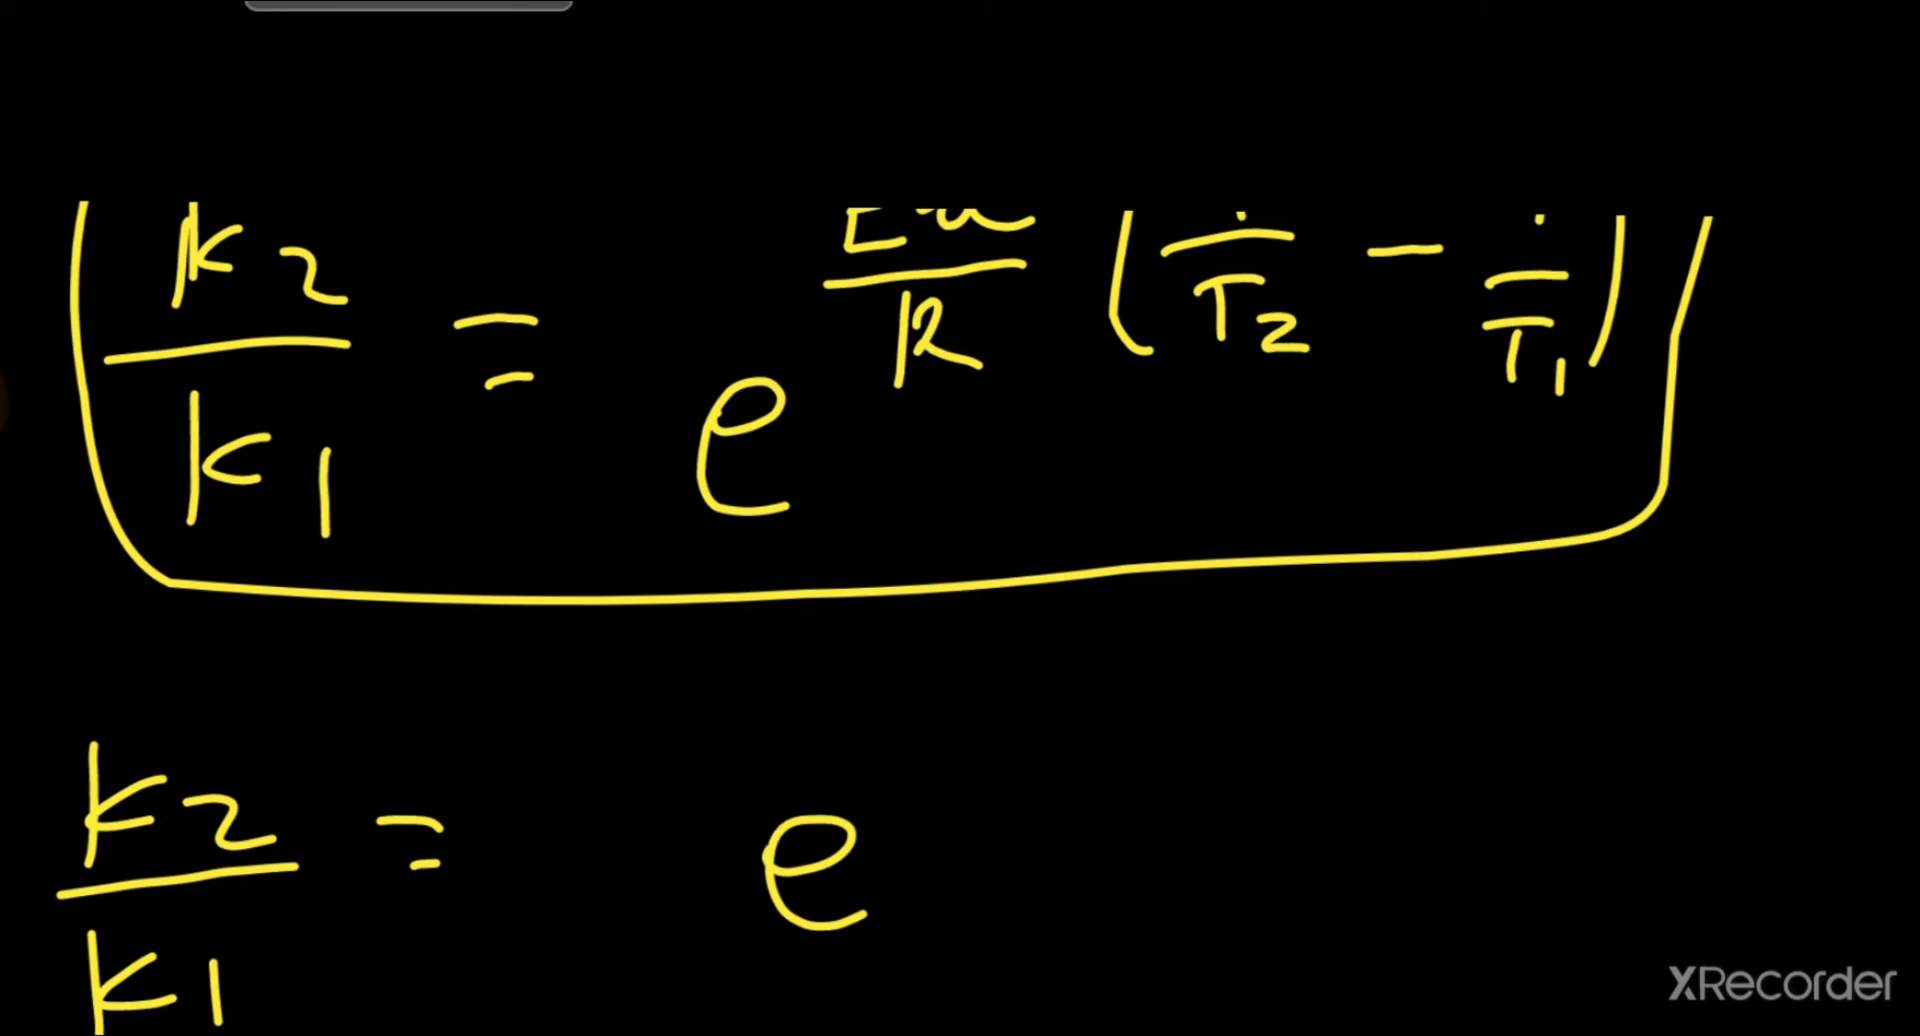 k2/k1 = e^(Ea/R (1/T2 - 1/T1))
k2/k1 = e
XRecorder